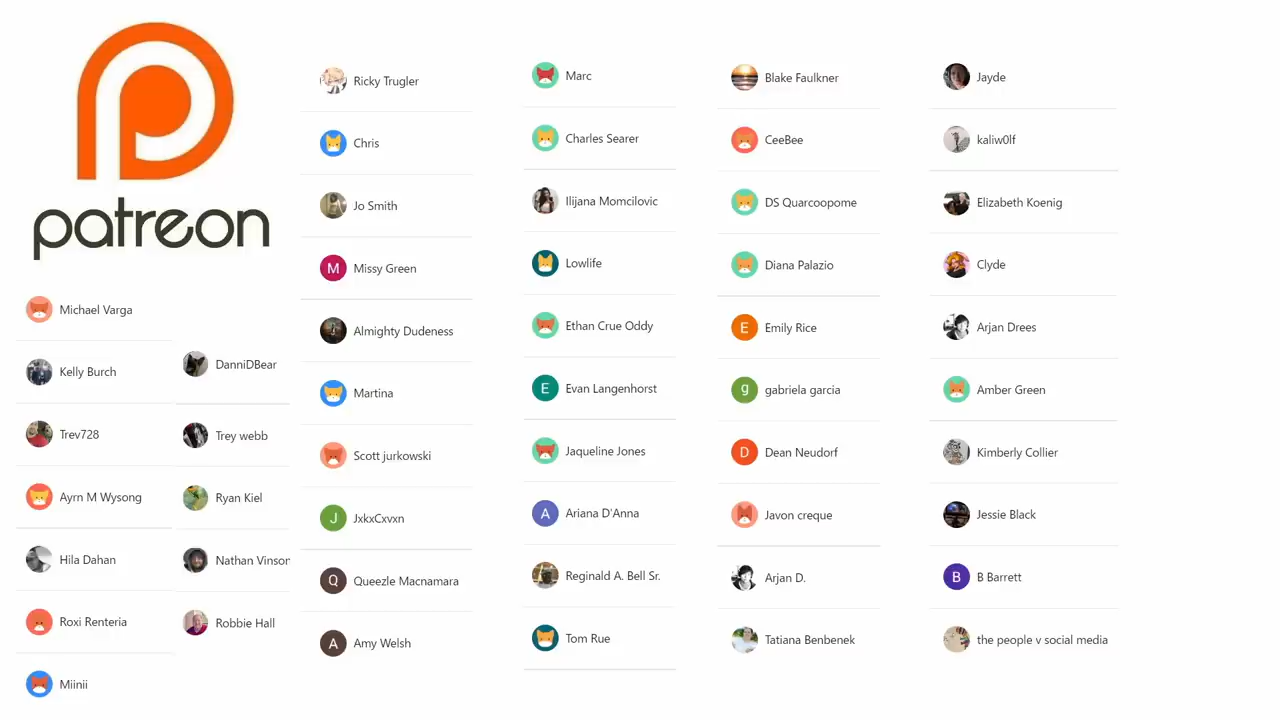 patreon
Michael Varga
Kelly Burch
Trev728
Ayrn M Wysong
Hila Dahan
Roxi Renteria
Miinii
DanniDBear
Trey webb
Ryan Kiel
Nathan Vinson
Robbie Hall
Ricky Trugler
Chris
Jo Smith
M Missy Green
Almighty Dudeness
Martina
Scott jurkowski
J JxkxCxvxn
Q Queezle Macnamara
A Amy Welsh
Marc
Charles Searer
Ilijana Momcilovic
Lowlife
Ethan Crue Oddy
E Evan Langenhorst
Jaqueline Jones
A Ariana D'Anna
Reginald A. Bell Sr.
Tom Rue
Blake Faulkner
CeeBee
DS Quarcoopome
Diana Palazio
E Emily Rice
g gabriela garcia
D Dean Neudorf
Javon creque
Arjan D.
Tatiana Benbenek
Jayde
kaliw0lf
Elizabeth Koenig
Clyde
Arjan Drees
Amber Green
Kimberly Collier
Jessie Black
B B Barrett
the people v social media